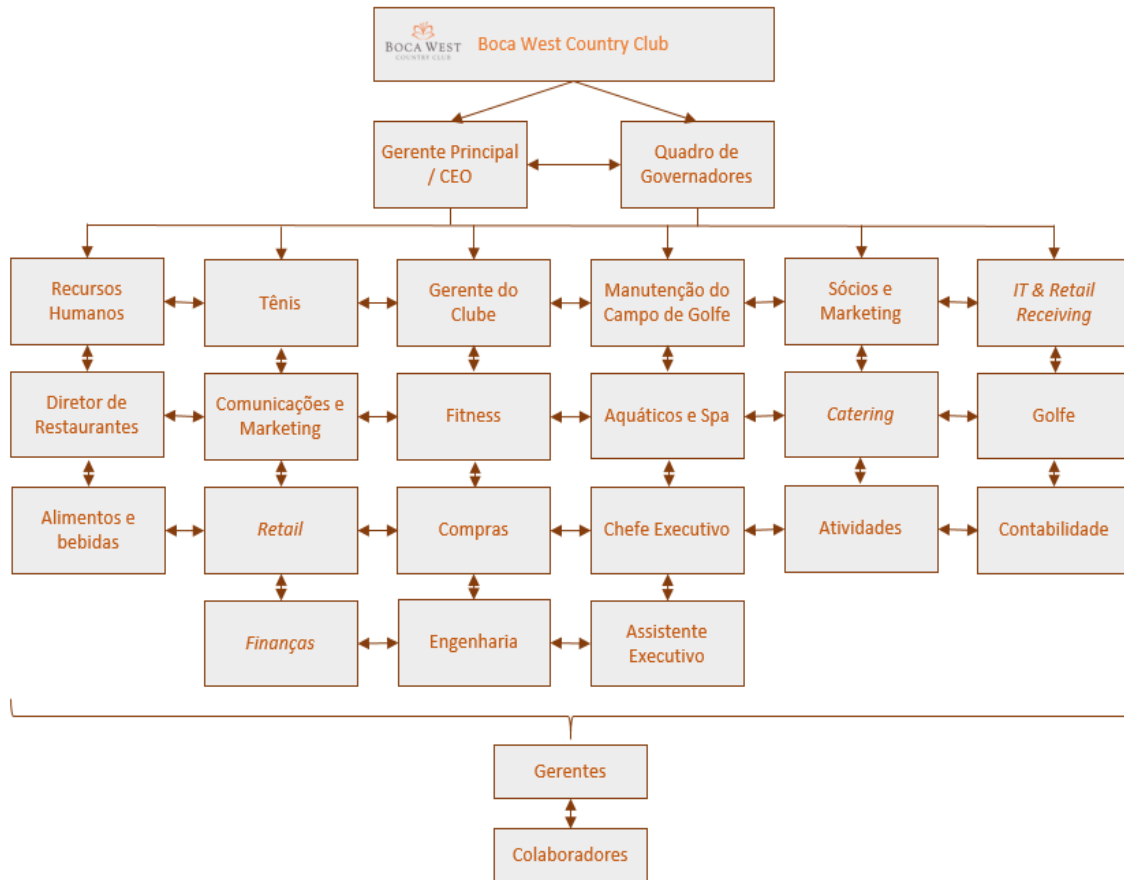 BOCA WEST
COUNTRY CLUB
Boca West Country Club
Gerente Principal
/ CEO
Quadro de
Governadores
Recursos
Humanos
Tênis
Gerente do
Clube
Manutenção do
Campo de Golfe
Sócios e
Marketing
IT & Retail
Receiving
Diretor de
Restaurantes
Comunicações e
Marketing
Fitness
Aquáticos e Spa
Catering
Golfe
Alimentos e
bebidas
Retail
Compras
Chefe Executivo
Atividades
Contabilidade
Finanças
Engenharia
Assistente
Executivo
Gerentes
Colaboradores